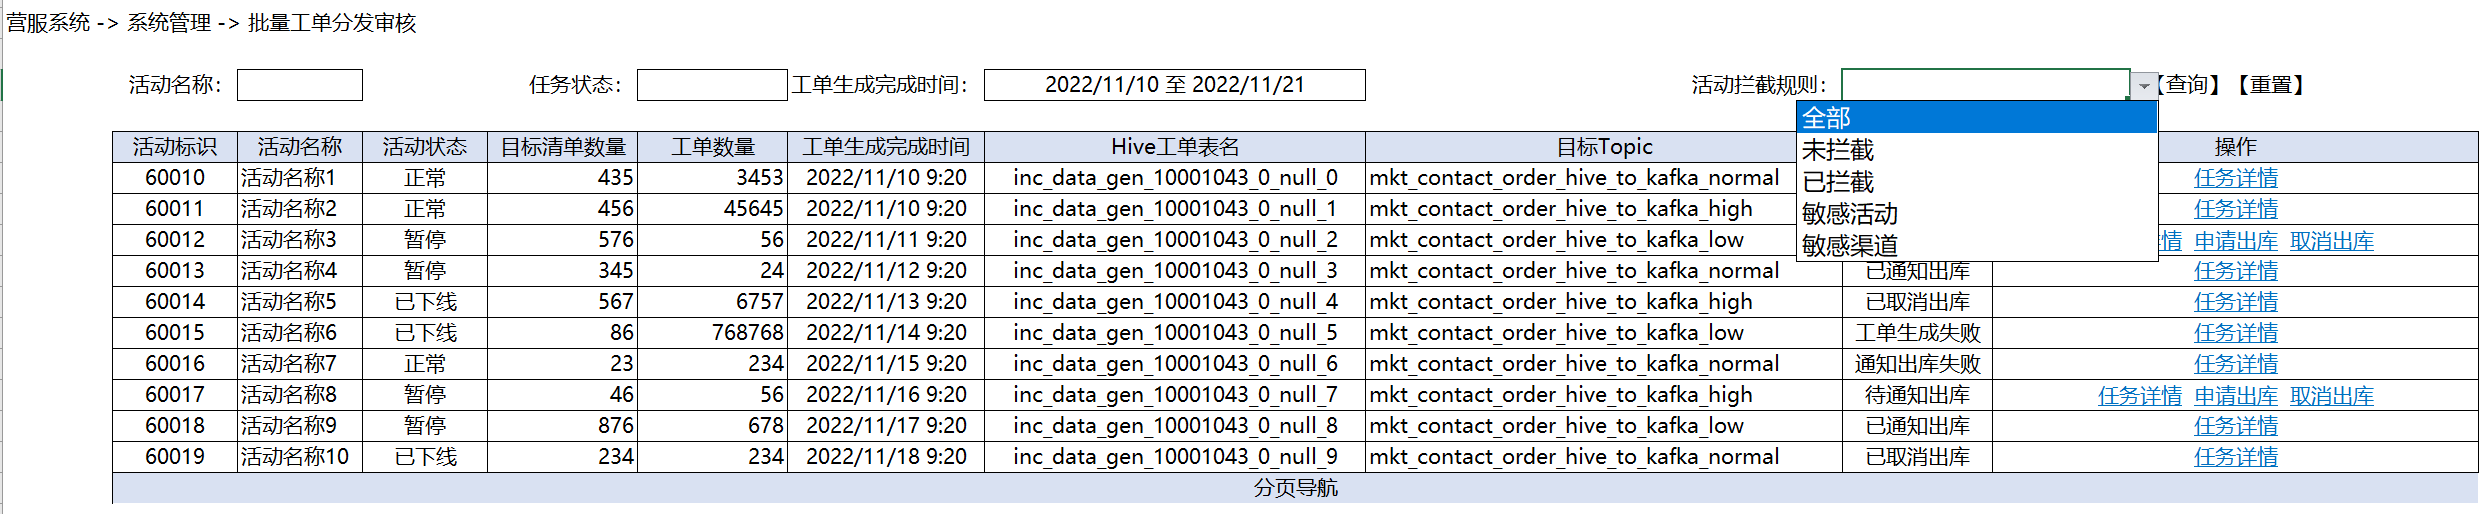 营服系统 -> 系统管理 -> 批量工单分发审核
活动名称： 任务状态： 工单生成完成时间： 2022/11/10 至 2022/11/21 活动拦截规则： 【查询】 【重置】
全部
未拦截
已拦截
敏感活动
敏感渠道
活动标识 活动名称 活动状态 目标清单数量 工单数量 工单生成完成时间 Hive工单表名 目标Topic 操作
60010 活动名称1 正常 435 3453 2022/11/10 9:20 inc_data_gen_10001043_0_null_0 mkt_contact_order_hive_to_kafka_normal 任务详情
60011 活动名称2 正常 456 45645 2022/11/10 9:20 inc_data_gen_10001043_0_null_1 mkt_contact_order_hive_to_kafka_high 任务详情
60012 活动名称3 暂停 576 56 2022/11/11 9:20 inc_data_gen_10001043_0_null_2 mkt_contact_order_hive_to_kafka_low 情 申请出库 取消出库
60013 活动名称4 暂停 345 24 2022/11/12 9:20 inc_data_gen_10001043_0_null_3 mkt_contact_order_hive_to_kafka_normal 已通知出库 任务详情
60014 活动名称5 已下线 567 6757 2022/11/13 9:20 inc_data_gen_10001043_0_null_4 mkt_contact_order_hive_to_kafka_high 已取消出库 任务详情
60015 活动名称6 已下线 86 768768 2022/11/14 9:20 inc_data_gen_10001043_0_null_5 mkt_contact_order_hive_to_kafka_low 工单生成失败 任务详情
60016 活动名称7 正常 23 234 2022/11/15 9:20 inc_data_gen_10001043_0_null_6 mkt_contact_order_hive_to_kafka_normal 通知出库失败 任务详情
60017 活动名称8 暂停 46 56 2022/11/16 9:20 inc_data_gen_10001043_0_null_7 mkt_contact_order_hive_to_kafka_high 待通知出库 任务详情 申请出库 取消出库
60018 活动名称9 暂停 876 678 2022/11/17 9:20 inc_data_gen_10001043_0_null_8 mkt_contact_order_hive_to_kafka_low 已通知出库 任务详情
60019 活动名称10 已下线 234 234 2022/11/18 9:20 inc_data_gen_10001043_0_null_9 mkt_contact_order_hive_to_kafka_normal 已取消出库 任务详情
分页导航